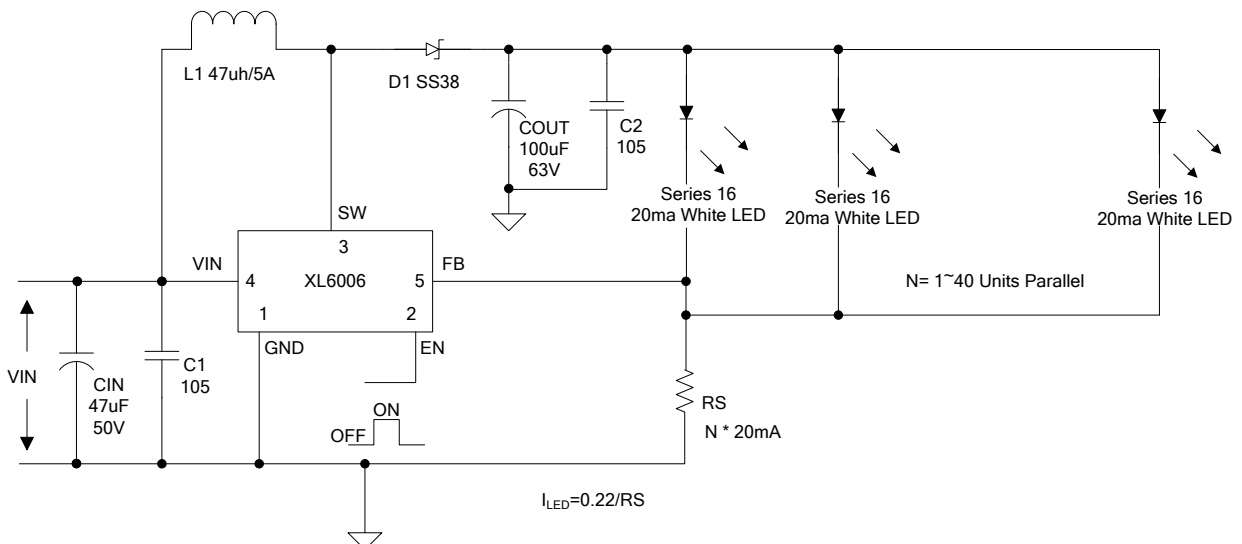 L1 47uh/5A
D1 SS38
COUT
100uF
63V
C2
105
Series 16
20ma White LED
Series 16
20ma White LED
Series 16
20ma White LED
SW
3
VIN
4
XL6006
5
FB
1
2
GND
EN
N= 1~40 Units Parallel
VIN
CIN
47uF
50V
C1
105
ON
OFF
RS
N * 20mA
I_LED=0.22/RS